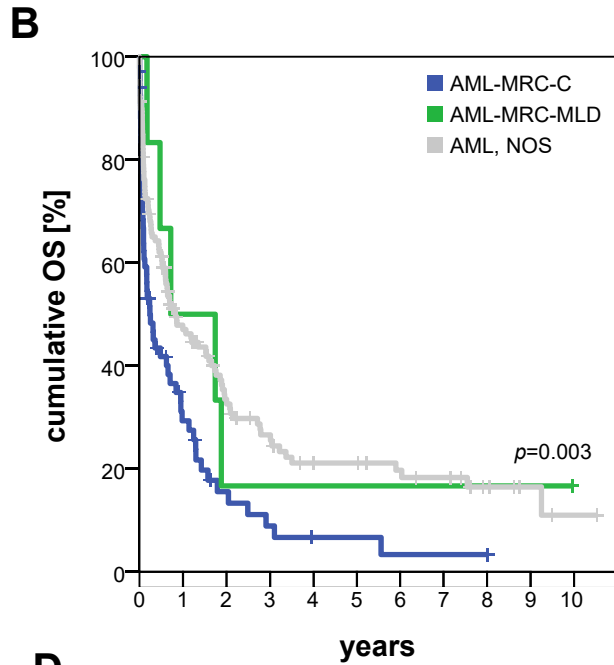 B
100
80
60
40
20
0
cumulative OS [%]
AML-MRC-C
AML-MRC-MLD
AML, NOS
p=0.003
0 1 2 3 4 5 6 7 8 9 10
years
D